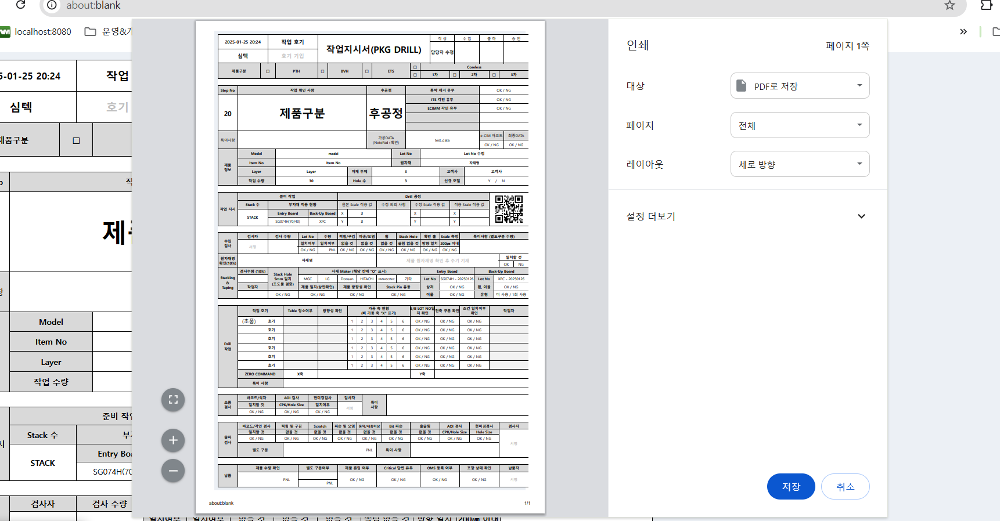 about:blank
localhost:8080
운영&개
5-01-25 20:24 작업
심텍 호기
제품구분 □
Model
Item No
Layer
작업 수량
준비 작업
Stack 수
STACK
Entry Boa
SG074H(70
검사자 검사 수량
2025-01-25 20:24 작업 호기 작업지시서(PKG DRILL) 작성 수입 출하 승인
심텍 호기 기입 담당자 수정
제품구분 □ PTH □ BVH □ ETS □ Coreless
□ 1차 □ 2차 □ 3차
Step No 작업 확인 사항 후공정 동박 제거 유무 OK / NG
20 제품구분 후공정 ITS 각인 유무 OK / NG
ECIMM 각인 유무 OK / NG
특이사항 가공DATA (NotePad+확인) test_data e-CIM 바코드 최종DATA
OK / NG OK / NG
제품 정보 Model model Lot No Lot No 수정
Item No Item No 원자재 자재명
Layer Layer 자재 두께 3 고객사 고객사
작업 수량 30 Hole 수 3 신규 모델 Y / N
작업 지시 준비 작업 Drill 공정
Stack 수 부자재 적용 현황 원본 Scale 적용 값 수정 의뢰 사항 수정 Scale 적용 값 적용 Scale 적용 값
STACK Entry Board Back-Up Board X 3 X X
SG074H(70/40) XPC Y 3 Y Y
수입 검사 검사자 검사 수량 Lot No 수량 찍힘/구김 파손/오염 휨 Stack Hole 확인 홀 Scale 측정 특이사항 (별도구분 수량)
서명 일치여부 일치여부 없을 것 없을 것 없을 것 쏠림 없을 것 방향 일치 200㎛ 이내
OK / NG PNL OK / NG OK / NG OK / NG OK / NG OK / NG OK / NG
원자재명 확인(10%) 자재명 제품 원자재명 확인 후 수기 기재 일치할 것
OK NG
Stacking & Taping 검사수량 (10%) Stack Hole 5mm 일치 (초도품 검증) 자재 Maker (해당 칸에 "O" 표시) Entry Board Back-Up Board
MGC LG Doosan HITACHI PANASONIC 기타 Lot No SG074H - 20250126 Lot No XPC - 20250126
작업자 제품 일치(상판확인) 제품 방향성 확인 Stack Pin 유동 상처 OK / NG 휨, 이물 OK / NG
OK / NG OK / NG OK / NG OK / NG 이물 OK / NG 유형 미 사용 / 1회 사용
Drill 작업 작업 호기 Table 청소여부 방향성 확인 가공 축 현황 (비 가동 축 "X" 표기) E/B LOT NO일치 확인 전축 쿠폰 확인 조건 일치여부 확인 작업자
(초품) 호기 1 2 3 4 5 6 OK / NG OK / NG OK / NG
호기 1 2 3 4 5 6 OK / NG OK / NG OK / NG
호기 1 2 3 4 5 6 OK / NG OK / NG OK / NG
호기 1 2 3 4 5 6 OK / NG OK / NG OK / NG
호기 1 2 3 4 5 6 OK / NG OK / NG OK / NG
호기 1 2 3 4 5 6 OK / NG OK / NG OK / NG
ZERO COMMAND X축 Y축
특이 사항
초품 검사 바코드/식자 AOI 검사 현미경검사 검사자 특이 사항
일치할 것 CPK/Hole Size 일치여부 서명
OK / NG OK / NG OK / NG
출하 검사 바코드/각인 검사 찍힘 및 구김 Scratch 파손 및 오염 동박/내층이상 Bit 파손 홀쏠림 AOI 검사 현미경검사 검사자
일치할 것 없을 것 없을 것 없을 것 없을 것 없을 것 없을 것 CPK/Hole Size Hole Size
OK / NG OK / NG OK / NG OK / NG OK / NG OK / NG OK / NG OK / NG OK / NG 서명
별도 구분 PNL 특이 사항
납품 제품 수량 확인 별도 구분여부 제품 혼입 여부 Critical 답변 유무 OMS 등록 여부 포장 상태 확인 납품자
PNL PNL OK / NG OK / NG OK / NG OK / NG 서명
about:blank 1/1
인쇄 페이지 1쪽
대상 PDF로 저장
페이지 전체
레이아웃 세로 방향
설정 더보기
저장 취소